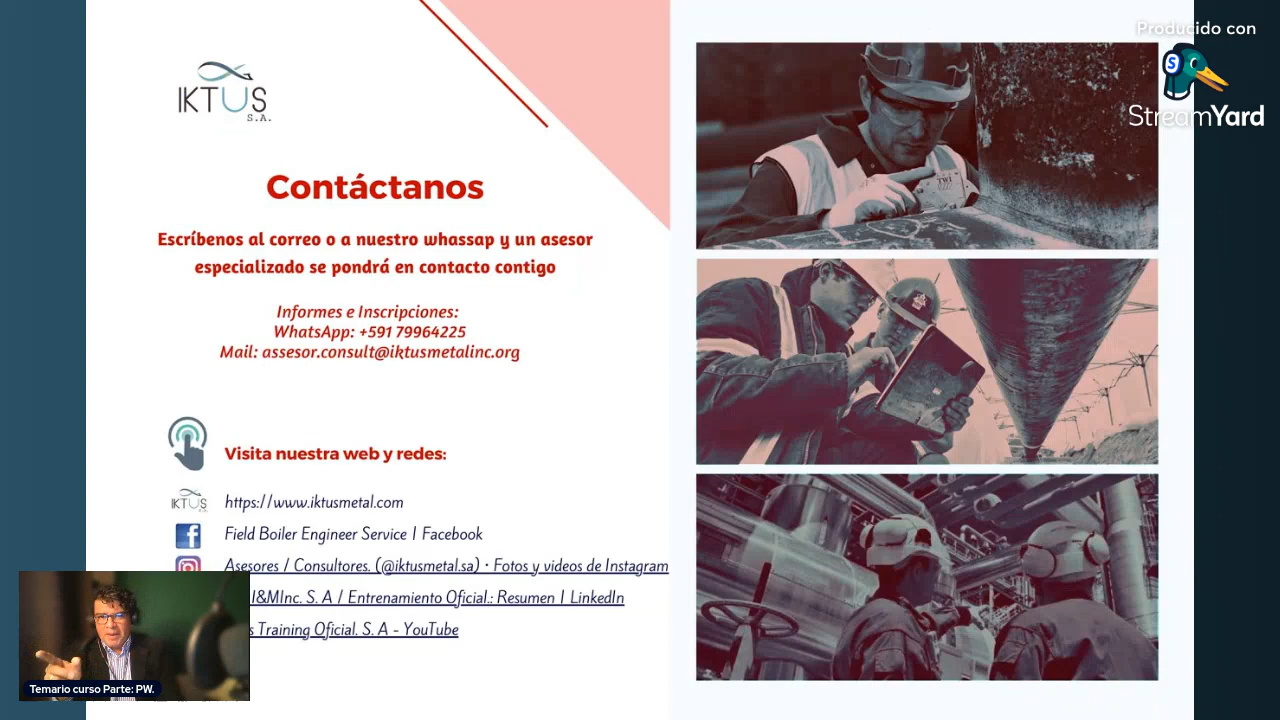 Producido con
StreamYard
IKTUS
S.A.
Contáctanos
Escríbenos al correo o a nuestro whassap y un asesor
especializado se pondrá en contacto contigo
Informes e Inscripciones:
WhatsApp: +591 79964225
Mail: assesor.consult@iktusmetalinc.org
Visita nuestra web y redes:
IKTUS
https://www.iktusmetal.com
Field Boiler Engineer Service | Facebook
Asesores / Consultores. (@iktusmetal.sa) • Fotos y videos de Instagram
I&MInc. S. A / Entrenamiento Oficial.: Resumen | LinkedIn
s Training Oficial. S. A - YouTube
Temario curso Parte: PW.
TWI